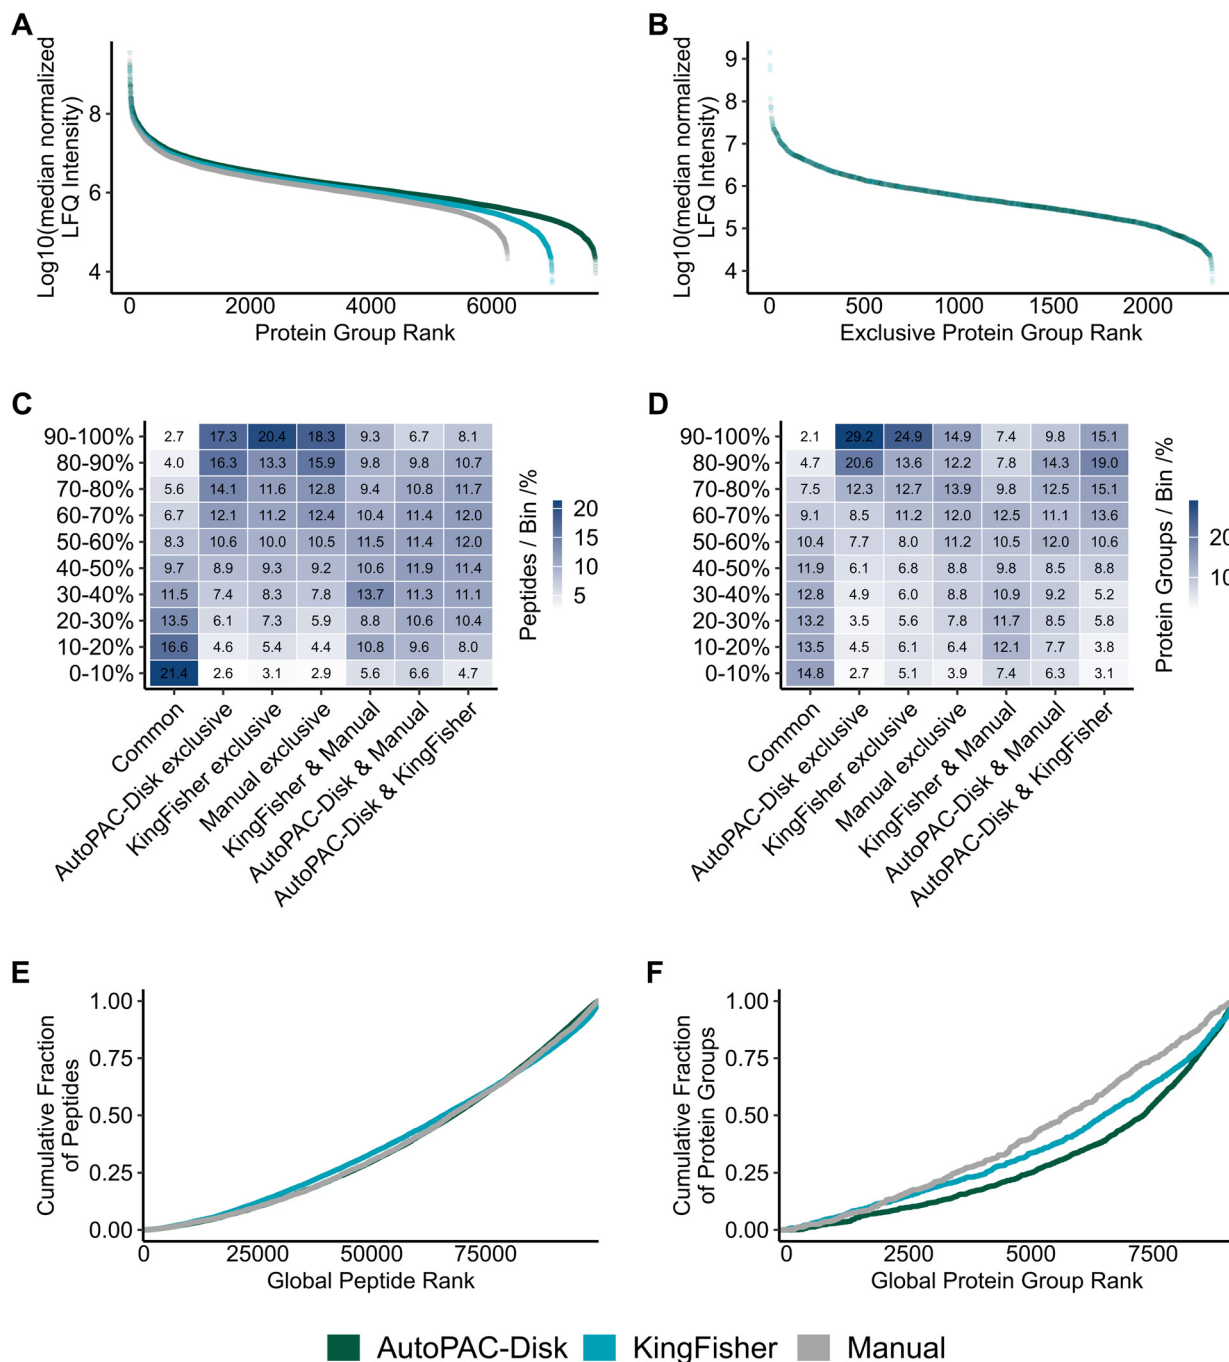 A
Log10(median normalized
LFQ Intensity)
8
6
4
0 2000 4000 6000
Protein Group Rank
B
Log10(median normalized
LFQ Intensity)
9
8
7
6
5
4
0 500 1000 1500 2000
Exclusive Protein Group Rank
C
90-100% 2.7 17.3 20.4 18.3 9.3 6.7 8.1
80-90% 4.0 16.3 13.3 15.9 9.8 9.8 10.7
70-80% 5.6 14.1 11.6 12.8 9.4 10.8 11.7
60-70% 6.7 12.1 11.2 12.4 10.4 11.4 12.0
50-60% 8.3 10.6 10.0 10.5 11.5 11.4 12.0
40-50% 9.7 8.9 9.3 9.2 10.6 11.9 11.4
30-40% 11.5 7.4 8.3 7.8 13.7 11.3 11.1
20-30% 13.5 6.1 7.3 5.9 8.8 10.6 10.4
10-20% 16.6 4.6 5.4 4.4 10.8 9.6 8.0
0-10% 21.4 2.6 3.1 2.9 5.6 6.6 4.7
Common
AutoPAC-Disk exclusive
KingFisher exclusive
Manual exclusive
KingFisher & Manual
AutoPAC-Disk & Manual
AutoPAC-Disk & KingFisher
Peptides / Bin /%
20
15
10
5
D
90-100% 2.1 29.2 24.9 14.9 7.4 9.8 15.1
80-90% 4.7 20.6 13.6 12.2 7.8 14.3 19.0
70-80% 7.5 12.3 12.7 13.9 9.8 12.5 15.1
60-70% 9.1 8.5 11.2 12.0 12.5 11.1 13.6
50-60% 10.4 7.7 8.0 11.2 10.5 12.0 10.6
40-50% 11.9 6.1 6.8 8.8 9.8 8.5 8.8
30-40% 12.8 4.9 6.0 8.8 10.9 9.2 5.2
20-30% 13.2 3.5 5.6 7.8 11.7 8.5 5.8
10-20% 13.5 4.5 6.1 6.4 12.1 7.7 3.8
0-10% 14.8 2.7 5.1 3.9 7.4 6.3 3.1
Common
AutoPAC-Disk exclusive
KingFisher exclusive
Manual exclusive
KingFisher & Manual
AutoPAC-Disk & Manual
AutoPAC-Disk & KingFisher
Protein Groups / Bin /%
20
10
E
Cumulative Fraction
of Peptides
1.00
0.75
0.50
0.25
0.00
0 25000 50000 75000
Global Peptide Rank
F
Cumulative Fraction
of Protein Groups
1.00
0.75
0.50
0.25
0.00
0 2500 5000 7500
Global Protein Group Rank
AutoPAC-Disk KingFisher Manual